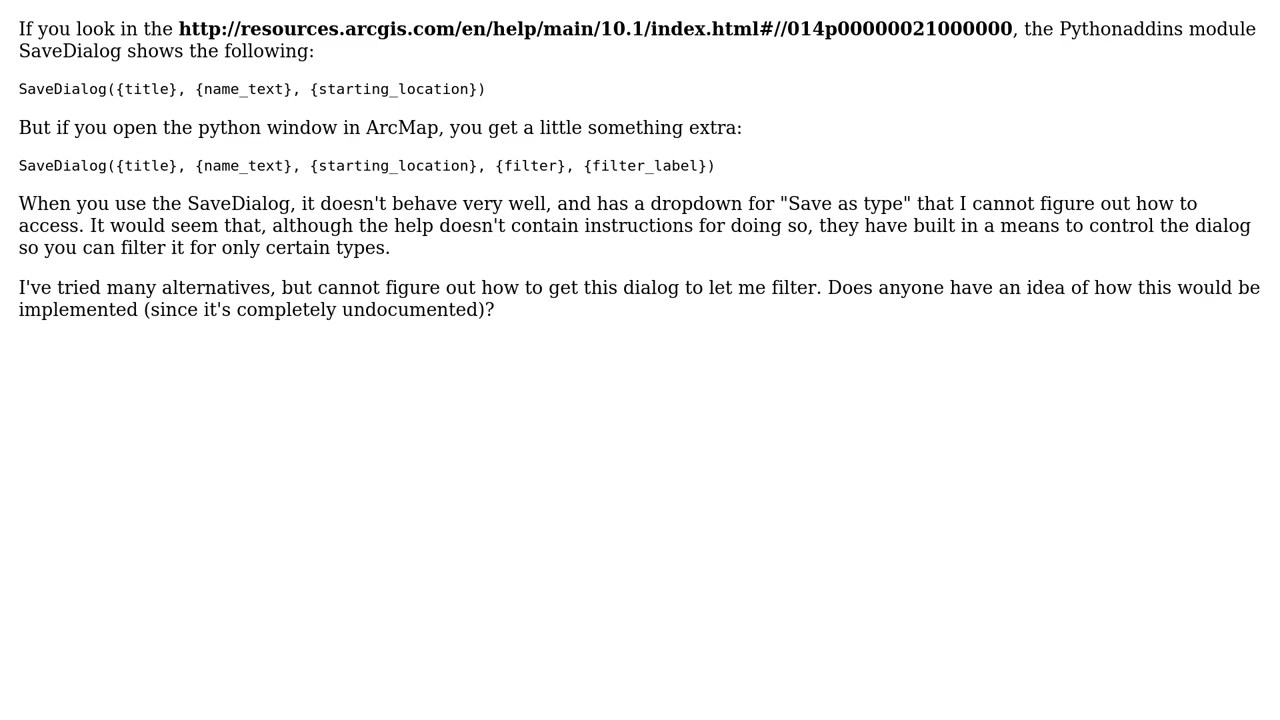 If you look in the http://resources.arcgis.com/en/help/main/10.1/index.html#//014p00000021000000, the Pythonaddins module
SaveDialog shows the following:
SaveDialog({title}, {name_text}, {starting_location})
But if you open the python window in ArcMap, you get a little something extra:
SaveDialog({title}, {name_text}, {starting_location}, {filter}, {filter_label})
When you use the SaveDialog, it doesn't behave very well, and has a dropdown for "Save as type" that I cannot figure out how to
access. It would seem that, although the help doesn't contain instructions for doing so, they have built in a means to control the dialog
so you can filter it for only certain types.
I've tried many alternatives, but cannot figure out how to get this dialog to let me filter. Does anyone have an idea of how this would be
implemented (since it's completely undocumented)?